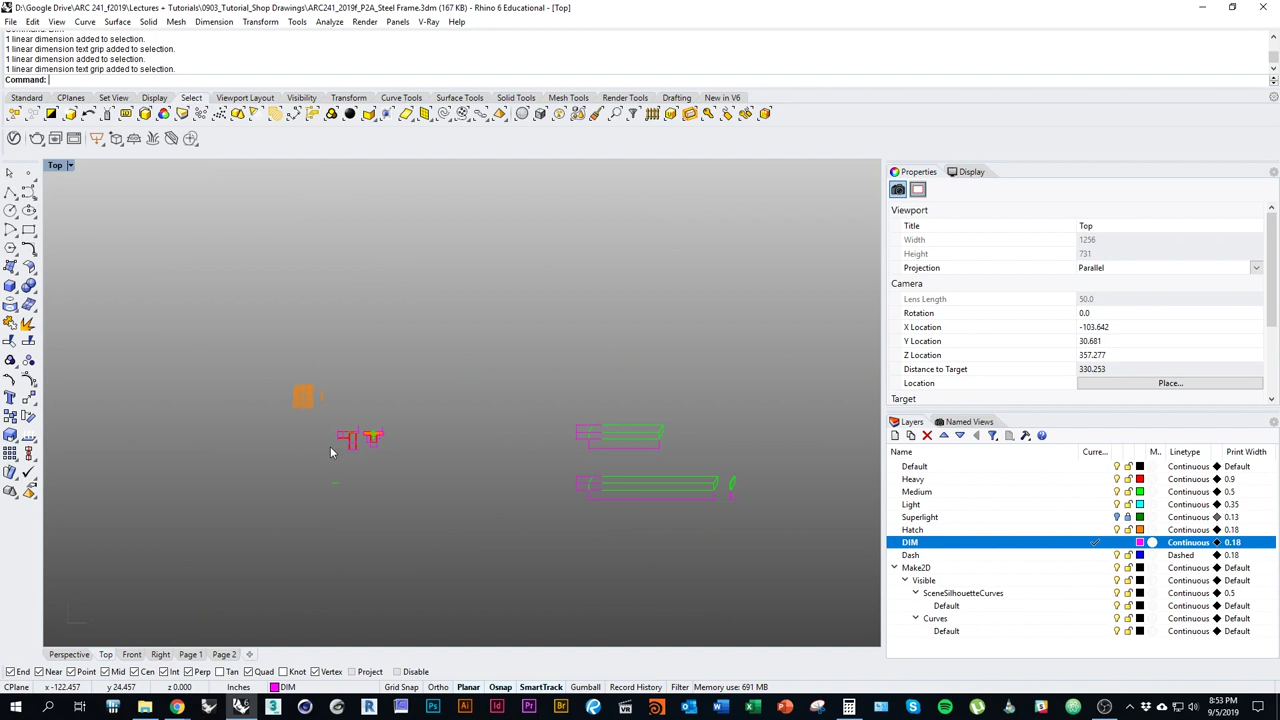 D:\Google Drive\ARC 241_f2019\Lectures + Tutorials\0903_Tutorial_Shop Drawings\ARC241_2019f_P2A_Steel Frame.3dm (167 KB) - Rhino 6 Educational - [Top]
File Edit View Curve Surface Solid Mesh Dimension Transform Tools Analyze Render Panels V-Ray Help
1 linear dimension added to selection.
1 linear dimension text grip added to selection.
1 linear dimension added to selection.
1 linear dimension text grip added to selection.
Command:
Standard CPlanes Set View Display Select Viewport Layout Visibility Transform Curve Tools Surface Tools Solid Tools Mesh Tools Render Tools Drafting New in V6
Top
Properties Display
Viewport
Title Top
Width 1256
Height 731
Projection Parallel
Camera
Lens Length 50.0
Rotation 0.0
X Location -103.642
Y Location 30.681
Z Location 357.277
Distance to Target 330.253
Location Place...
Target
Layers Named Views
Name Curre... M... Linetype Print Width
Default Continuous Default
Heavy Continuous 0.9
Medium Continuous 0.5
Light Continuous 0.35
Superlight Continuous 0.13
Hatch Continuous 0.18
DIM Continuous 0.18
Dash Dashed 0.18
Make2D Continuous Default
Visible Continuous Default
SceneSilhouetteCurves Continuous 0.5
Default Continuous Default
Curves Continuous Default
Default Continuous Default
Perspective Top Front Right Page 1 Page 2
End Near Point Mid Cen Int Perp Tan Quad Knot Vertex Project Disable
CPlane x -122.457 y 24.457 z 0.000 Inches DIM Grid Snap Ortho Planar Osnap SmartTrack Gumball Record History Filter Memory use: 691 MB
8:53 PM
9/5/2019